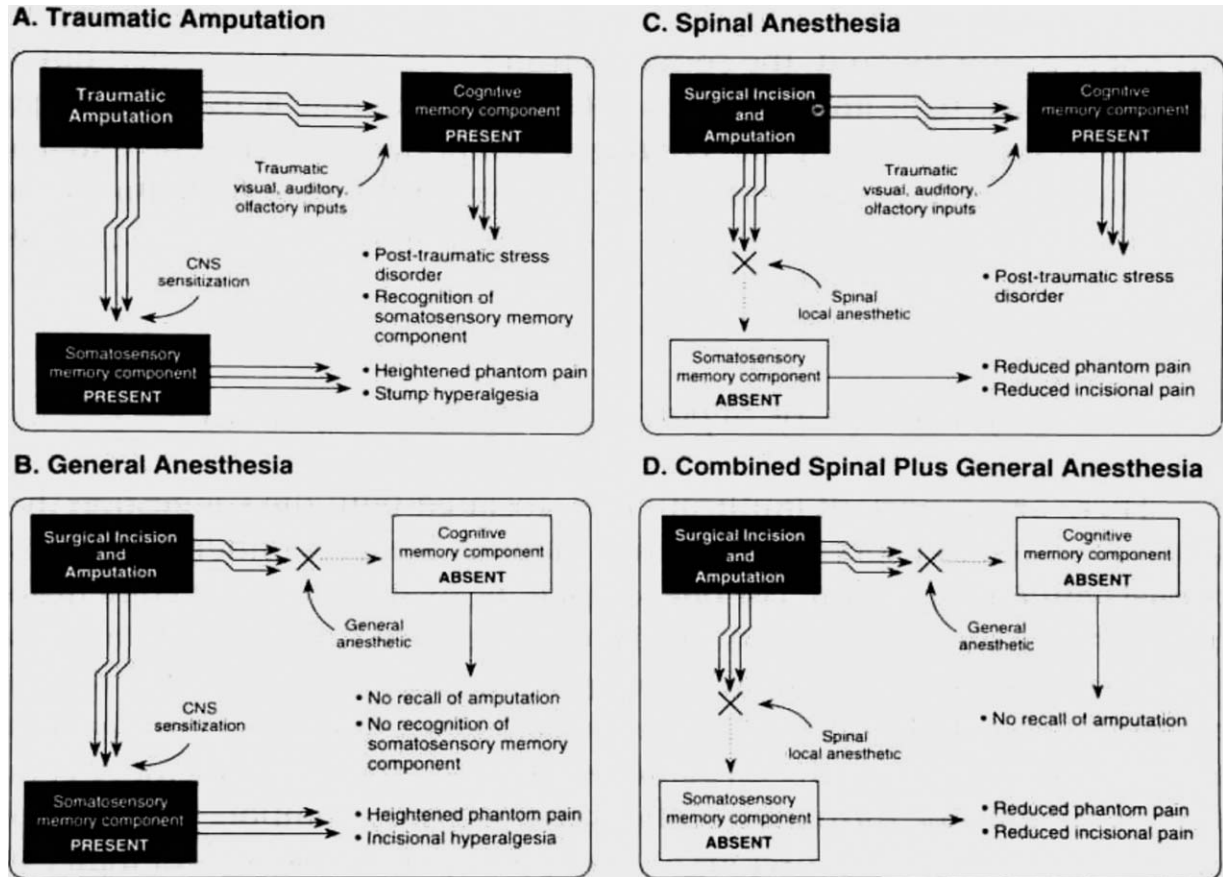 A. Traumatic Amputation
Traumatic
Amputation
Cognitive
memory component
PRESENT
Traumatic
visual, auditory,
olfactory inputs
CNS
sensitization
• Post-traumatic stress
disorder
• Recognition of
somatosensory memory
component
Somatosensory
memory component
PRESENT
• Heightened phantom pain
• Stump hyperalgesia
B. General Anesthesia
Surgical Incision
and
Amputation
Cognitive
memory component
ABSENT
General
anesthetic
• No recall of amputation
• No recognition of
somatosensory memory
component
CNS
sensitization
Somatosensory
memory component
PRESENT
• Heightened phantom pain
• Incisional hyperalgesia
C. Spinal Anesthesia
Surgical Incision
and
Amputation
Cognitive
memory component
PRESENT
Traumatic
visual, auditory,
olfactory inputs
Spinal
local anesthetic
• Post-traumatic stress
disorder
Somatosensory
memory component
ABSENT
• Reduced phantom pain
• Reduced incisional pain
D. Combined Spinal Plus General Anesthesia
Surgical Incision
and
Amputation
Cognitive
memory component
ABSENT
General
anesthetic
Spinal
local anesthetic
• No recall of amputation
Somatosensory
memory component
ABSENT
• Reduced phantom pain
• Reduced incisional pain